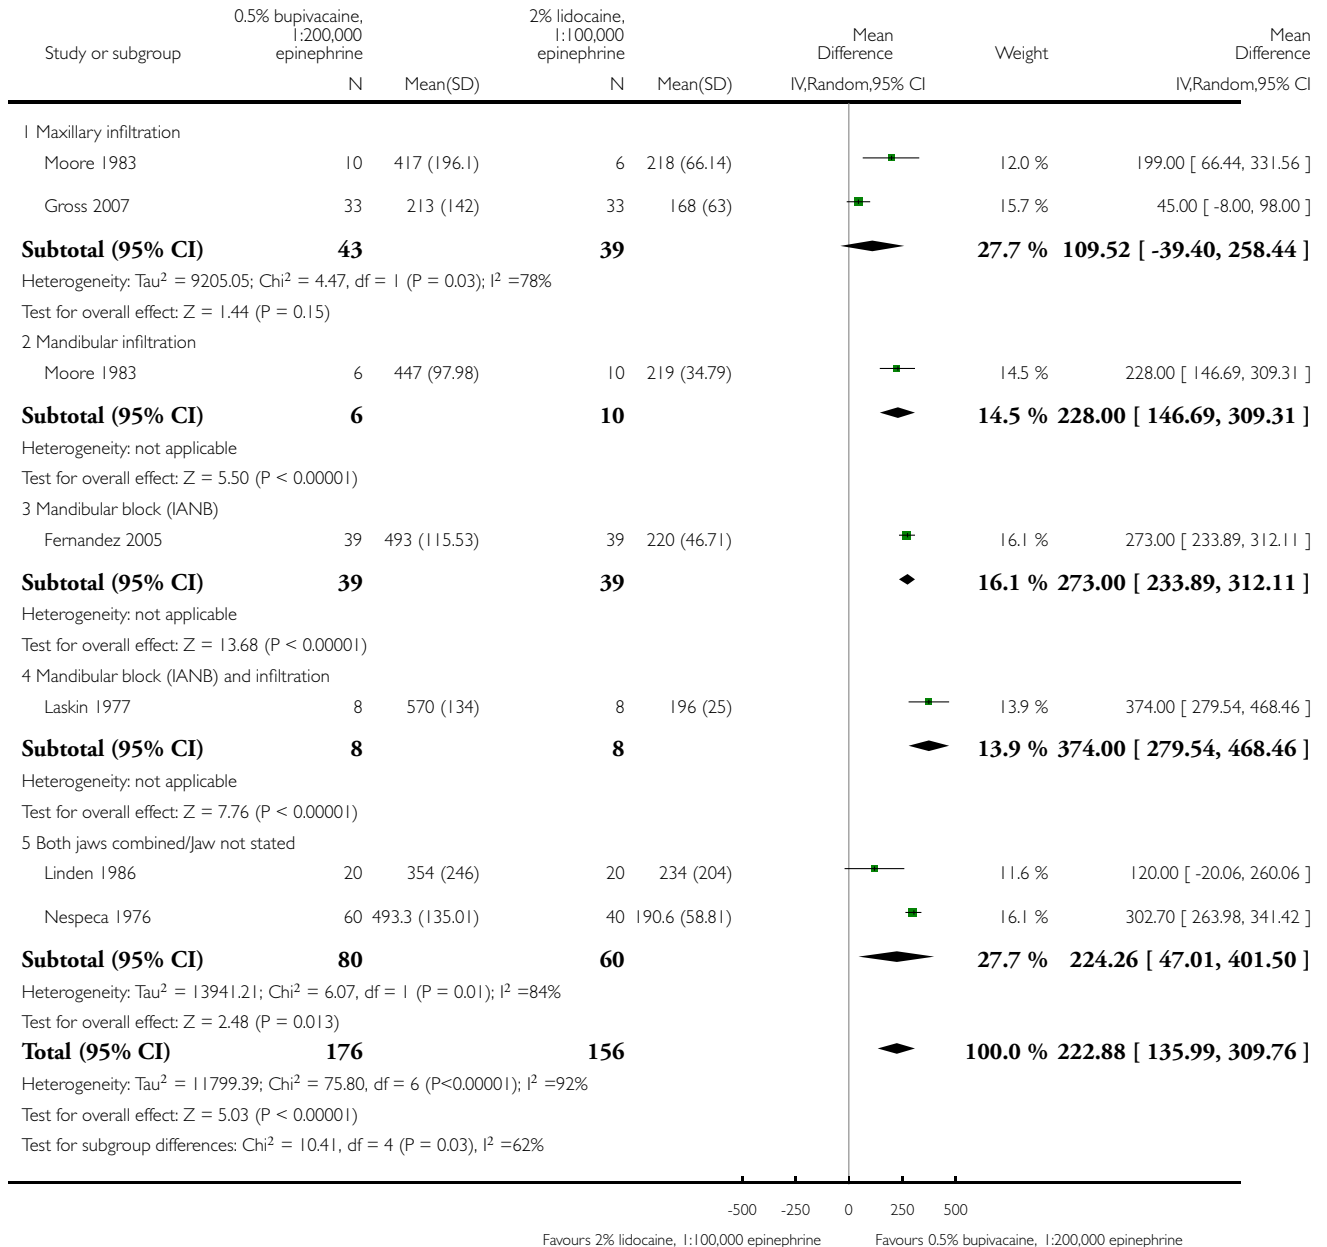 0.5% bupivacaine,
1:200,000
epinephrine
2% lidocaine,
1:100,000
epinephrine
Study or subgroup
Mean
Difference
Weight
Mean
Difference
N Mean(SD) N Mean(SD) IV,Random,95% CI IV,Random,95% CI
1 Maxillary infiltration
Moore 1983 10 417 (196.1) 6 218 (66.14) 12.0 % 199.00 [ 66.44, 331.56 ]
Gross 2007 33 213 (142) 33 168 (63) 15.7 % 45.00 [ -8.00, 98.00 ]
Subtotal (95% CI) 43 39 27.7 % 109.52 [ -39.40, 258.44 ]
Heterogeneity: Tau² = 9205.05; Chi² = 4.47, df = 1 (P = 0.03); I² =78%
Test for overall effect: Z = 1.44 (P = 0.15)
2 Mandibular infiltration
Moore 1983 6 447 (97.98) 10 219 (34.79) 14.5 % 228.00 [ 146.69, 309.31 ]
Subtotal (95% CI) 6 10 14.5 % 228.00 [ 146.69, 309.31 ]
Heterogeneity: not applicable
Test for overall effect: Z = 5.50 (P < 0.00001)
3 Mandibular block (IANB)
Fernandez 2005 39 493 (115.53) 39 220 (46.71) 16.1 % 273.00 [ 233.89, 312.11 ]
Subtotal (95% CI) 39 39 16.1 % 273.00 [ 233.89, 312.11 ]
Heterogeneity: not applicable
Test for overall effect: Z = 13.68 (P < 0.00001)
4 Mandibular block (IANB) and infiltration
Laskin 1977 8 570 (134) 8 196 (25) 13.9 % 374.00 [ 279.54, 468.46 ]
Subtotal (95% CI) 8 8 13.9 % 374.00 [ 279.54, 468.46 ]
Heterogeneity: not applicable
Test for overall effect: Z = 7.76 (P < 0.00001)
5 Both jaws combined/Jaw not stated
Linden 1986 20 354 (246) 20 234 (204) 11.6 % 120.00 [ -20.06, 260.06 ]
Nespeca 1976 60 493.3 (135.01) 40 190.6 (58.81) 16.1 % 302.70 [ 263.98, 341.42 ]
Subtotal (95% CI) 80 60 27.7 % 224.26 [ 47.01, 401.50 ]
Heterogeneity: Tau² = 13941.21; Chi² = 6.07, df = 1 (P = 0.01); I² =84%
Test for overall effect: Z = 2.48 (P = 0.013)
Total (95% CI) 176 156 100.0 % 222.88 [ 135.99, 309.76 ]
Heterogeneity: Tau² = 11799.39; Chi² = 75.80, df = 6 (P<0.00001); I² =92%
Test for overall effect: Z = 5.03 (P < 0.00001)
Test for subgroup differences: Chi² = 10.41, df = 4 (P = 0.03), I² =62%
-500 -250 0 250 500
Favours 2% lidocaine, 1:100,000 epinephrine Favours 0.5% bupivacaine, 1:200,000 epinephrine